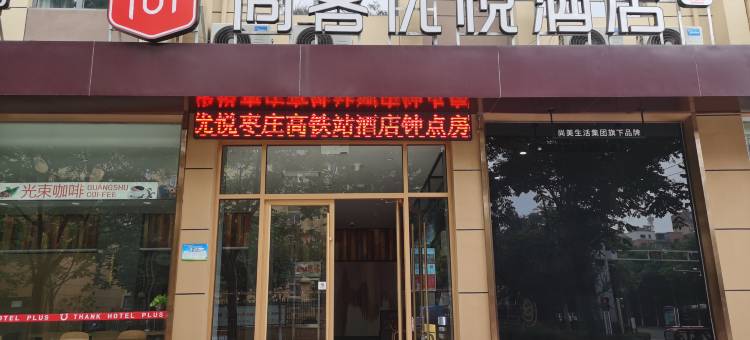 尚客优悦酒店
优悦枣庄高铁站酒店钟点房
尚美生活集团旗下品牌
光束咖啡 GUANGSHU COFFEE
HOTEL PLUS THANK HOTEL PLUS